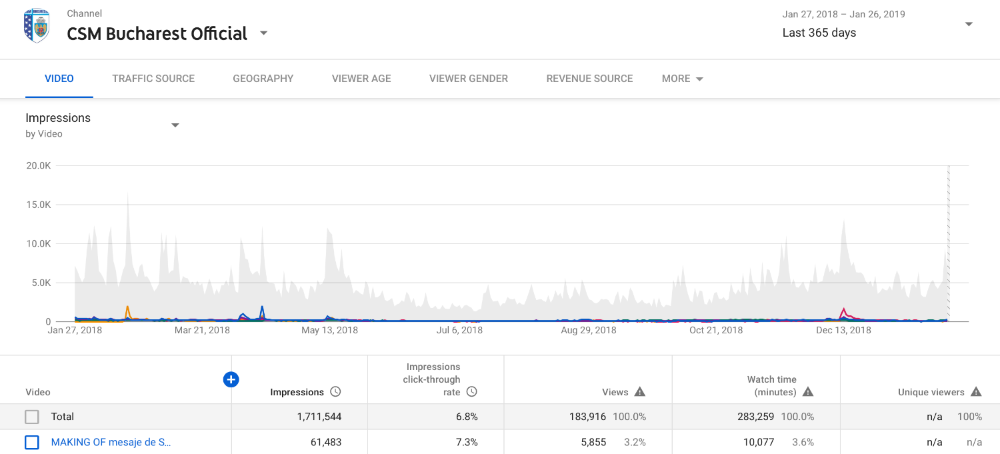 Channel
CSM Bucharest Official
Jan 27, 2018 – Jan 26, 2019
Last 365 days
VIDEO TRAFFIC SOURCE GEOGRAPHY VIEWER AGE VIEWER GENDER REVENUE SOURCE MORE
Impressions
by Video
20.0K
15.0K
10.0K
5.0K
0
Jan 27, 2018 Mar 21, 2018 May 13, 2018 Jul 6, 2018 Aug 29, 2018 Oct 21, 2018 Dec 13, 2018
Video
Impressions
Impressions
click-through
rate
Views
Watch time
(minutes)
Unique viewers
Total 1,711,544 6.8% 183,916 100.0% 283,259 100.0% n/a 100%
MAKING OF mesaje de S... 61,483 7.3% 5,855 3.2% 10,077 3.6% n/a n/a